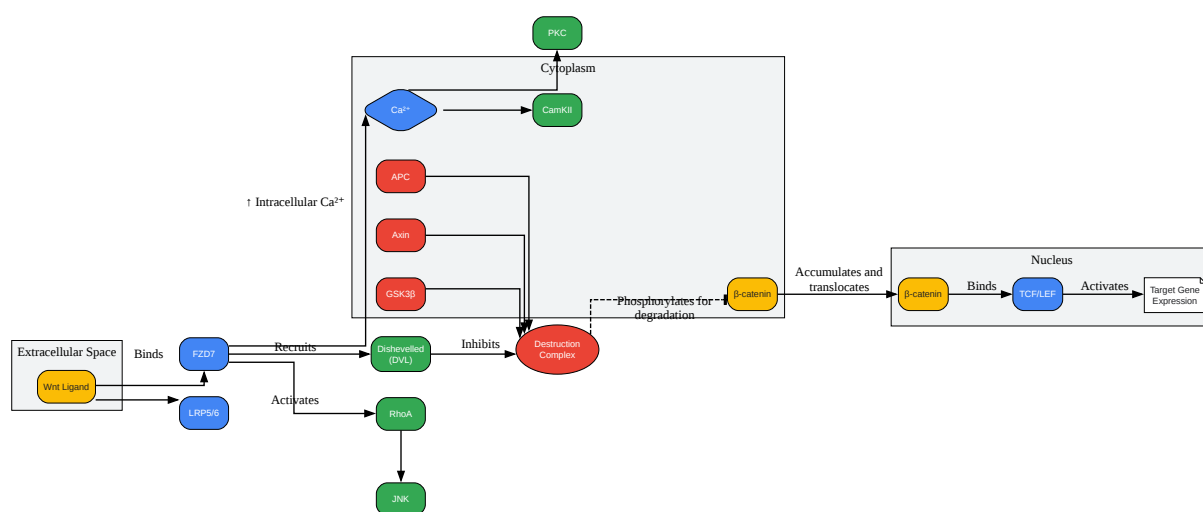 PKC
Cytoplasm
Ca²⁺
CamKII
APC
↑ Intracellular Ca²⁺
Axin
GSK3β
Phosphorylates for
degradation
β-catenin
Accumulates and
translocates
Nucleus
β-catenin
Binds
TCF/LEF
Activates
Target Gene
Expression
Extracellular Space
Wnt Ligand
Binds
FZD7
LRP5/6
Recruits
Dishevelled
(DVL)
Inhibits
Destruction
Complex
Activates
RhoA
JNK